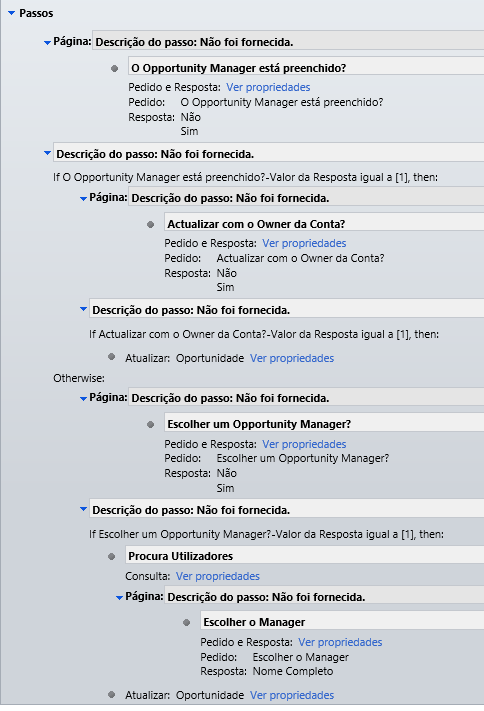 Passos
Página: Descrição do passo: Não foi fornecida.
O Opportunity Manager está preenchido?
Pedido e Resposta: Ver propriedades
Pedido: O Opportunity Manager está preenchido?
Resposta: Não
Sim
Descrição do passo: Não foi fornecida.
If O Opportunity Manager está preenchido?-Valor da Resposta igual a [1], then:
Página: Descrição do passo: Não foi fornecida.
Actualizar com o Owner da Conta?
Pedido e Resposta: Ver propriedades
Pedido: Actualizar com o Owner da Conta?
Resposta: Não
Sim
Descrição do passo: Não foi fornecida.
If Actualizar com o Owner da Conta?-Valor da Resposta igual a [1], then:
Atualizar: Oportunidade Ver propriedades
Otherwise:
Página: Descrição do passo: Não foi fornecida.
Escolher um Opportunity Manager?
Pedido e Resposta: Ver propriedades
Pedido: Escolher um Opportunity Manager?
Resposta: Não
Sim
Descrição do passo: Não foi fornecida.
If Escolher um Opportunity Manager?-Valor da Resposta igual a [1], then:
Procura Utilizadores
Consulta: Ver propriedades
Página: Descrição do passo: Não foi fornecida.
Escolher o Manager
Pedido e Resposta: Ver propriedades
Pedido: Escolher o Manager
Resposta: Nome Completo
Atualizar: Oportunidade Ver propriedades